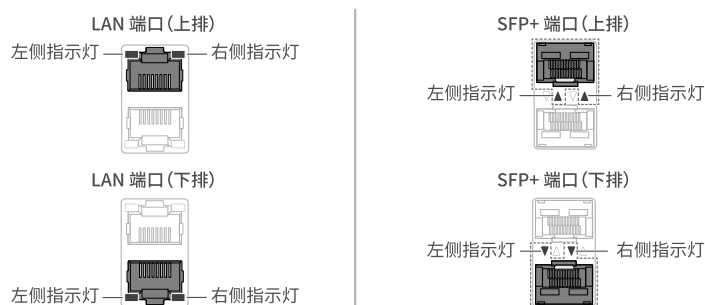 LAN 端口（上排）
左侧指示灯
右侧指示灯
LAN 端口（下排）
左侧指示灯
右侧指示灯
SFP+ 端口（上排）
左侧指示灯
右侧指示灯
SFP+ 端口（下排）
左侧指示灯
右侧指示灯